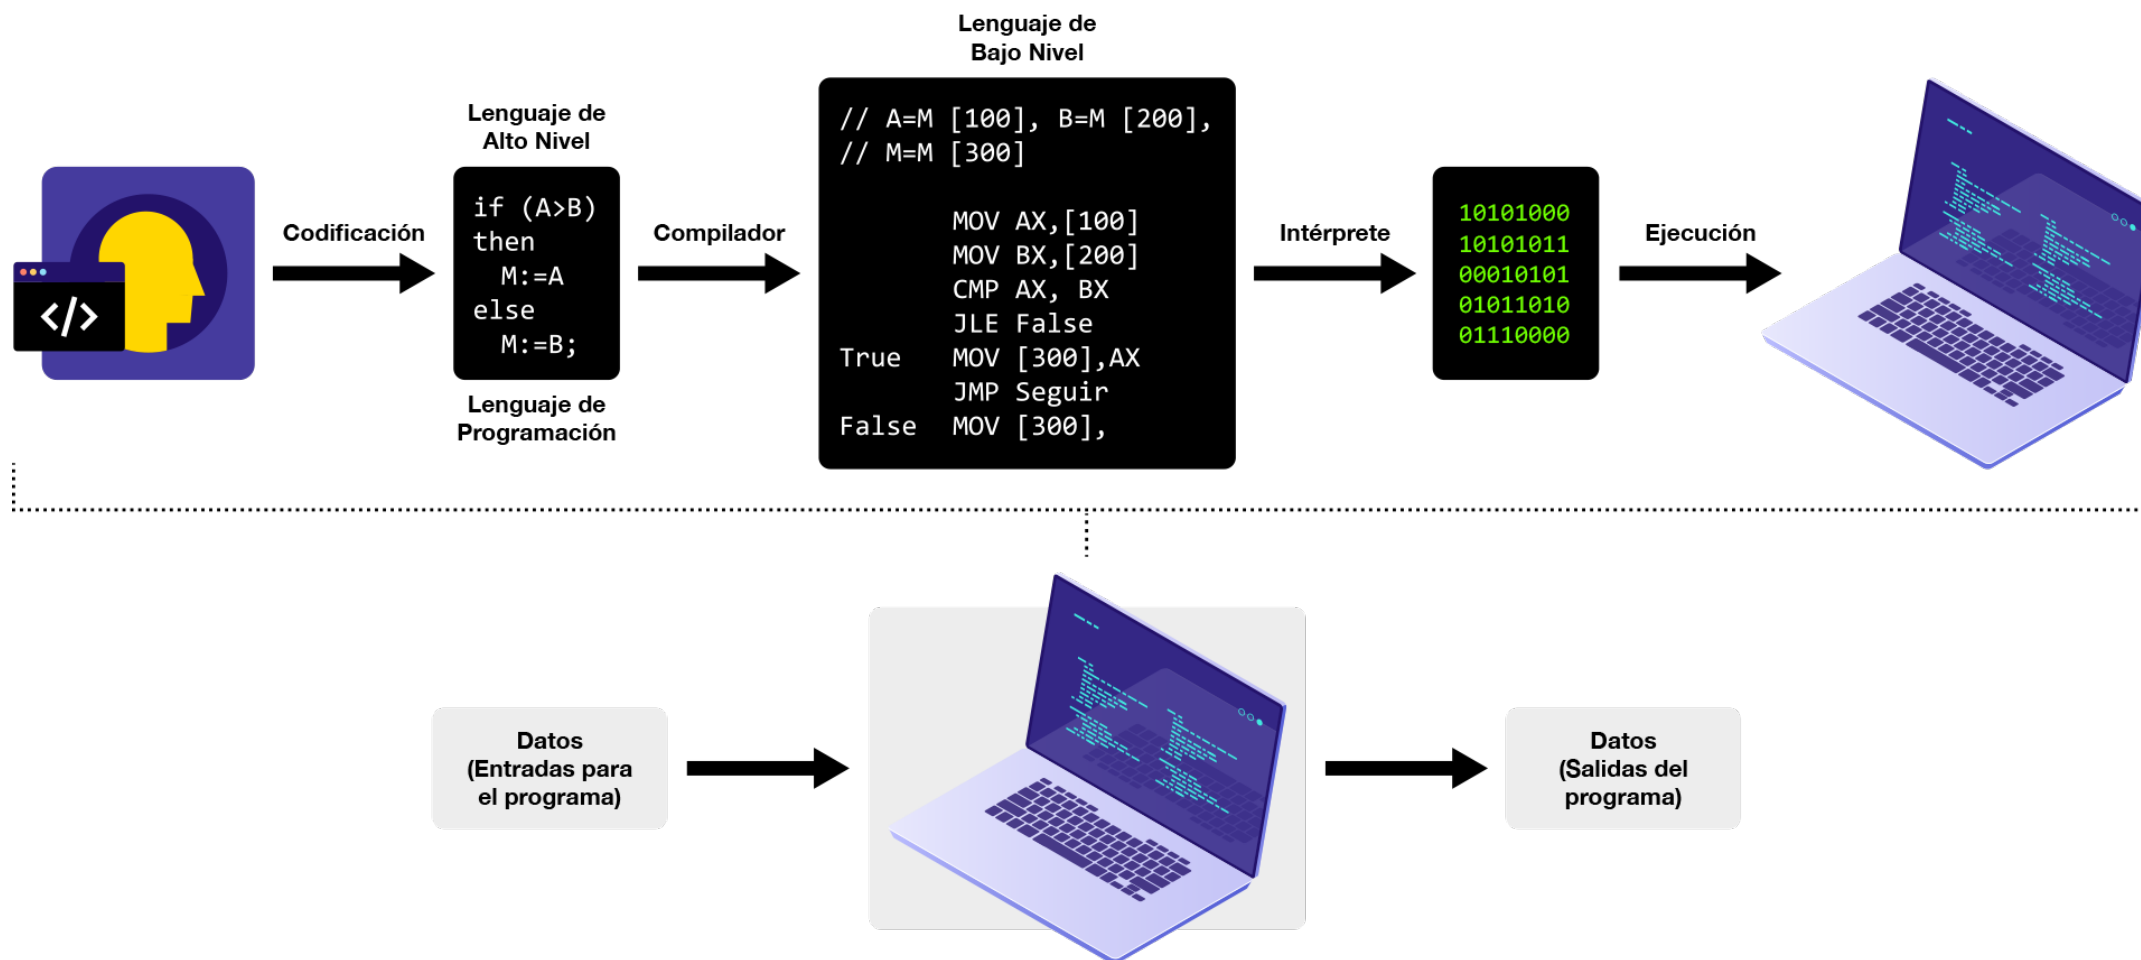 </>
Codificación
Lenguaje de
Alto Nivel
if (A>B)
then
  M:=A
else
  M:=B;
Lenguaje de
Programación
Compilador
Lenguaje de
Bajo Nivel
// A=M [100], B=M [200],
// M=M [300]
MOV AX,[100]
MOV BX,[200]
CMP AX, BX
JLE False
True MOV [300],AX
JMP Seguir
False MOV [300],
Intérprete
10101000
10101011
00010101
01011010
01110000
Ejecución
Datos
(Entradas para
el programa)
Datos
(Salidas del
programa)